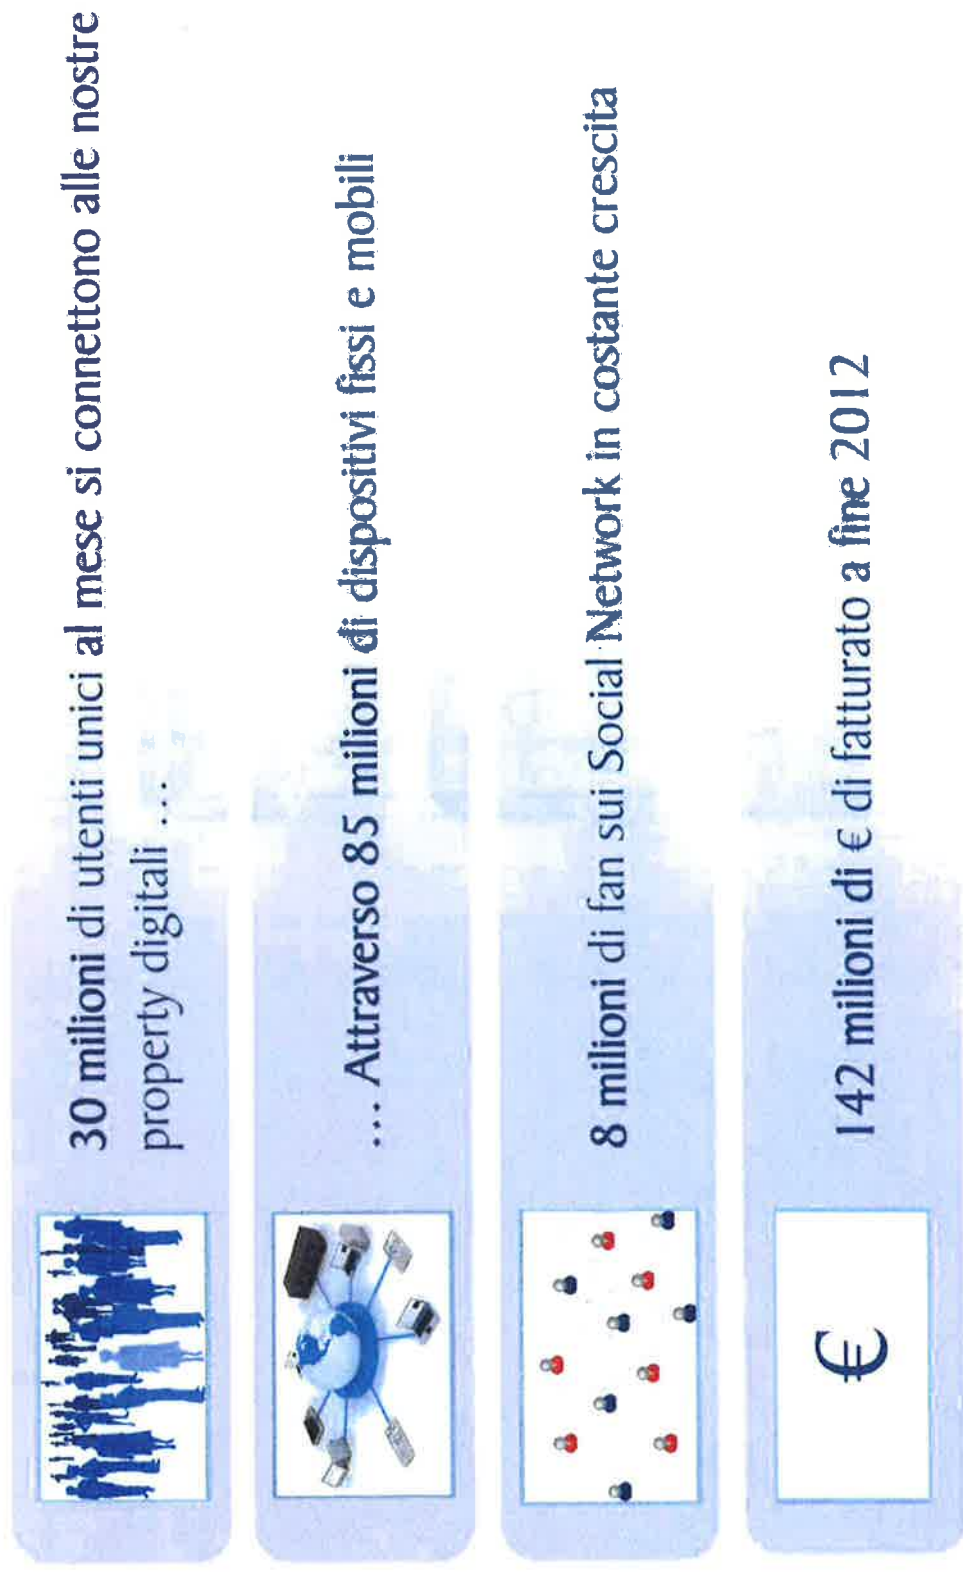 30 milioni di utenti unici al mese si connettono alle nostre
property digitali ...
.... Attraverso 85 milioni di dispositivi fissi e mobili
8 milioni di fan sui Social Network in costante crescita
€
142 milioni di € di fatturato a fine 2012